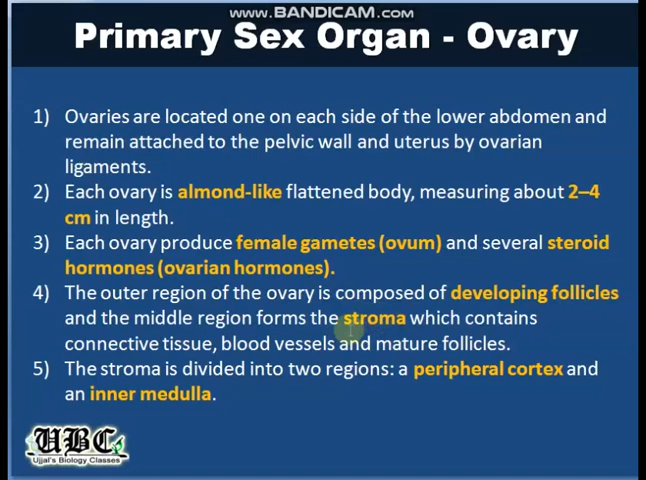 www.BANDICAM.com
Primary Sex Organ - Ovary
1) Ovaries are located one on each side of the lower abdomen and
remain attached to the pelvic wall and uterus by ovarian
ligaments.
2) Each ovary is almond-like flattened body, measuring about 2–4
cm in length.
3) Each ovary produce female gametes (ovum) and several steroid
hormones (ovarian hormones).
4) The outer region of the ovary is composed of developing follicles
and the middle region forms the stroma which contains
connective tissue, blood vessels and mature follicles.
5) The stroma is divided into two regions: a peripheral cortex and
an inner medulla.
UBC
Ujjal's Biology Classes